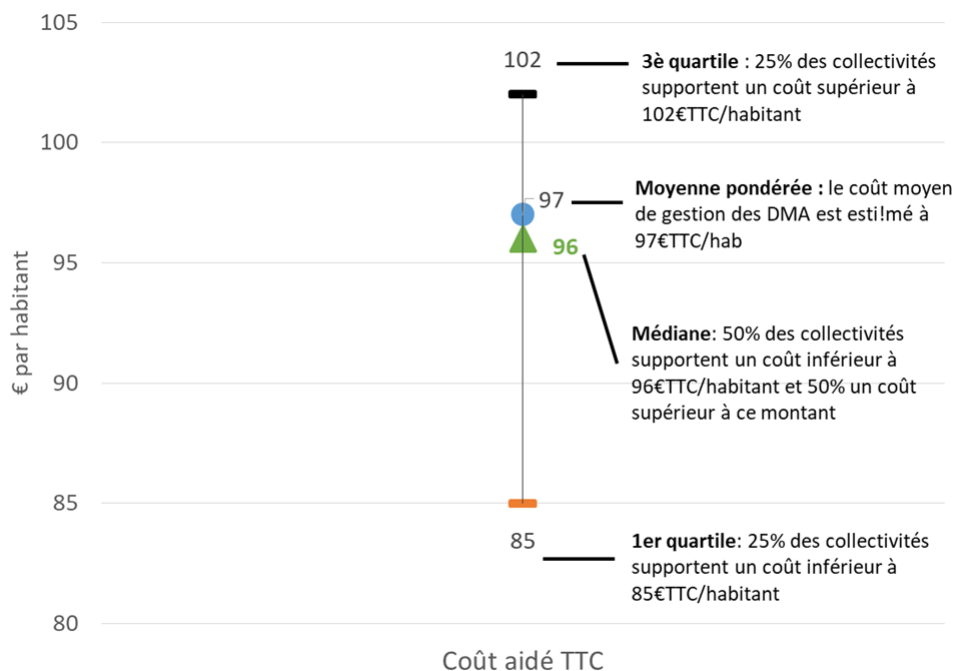 105
100
95
90
85
80
€ par habitant
102
3è quartile : 25% des collectivités
supportent un coût supérieur à
102€TTC/habitant
97
Moyenne pondérée : le coût moyen
de gestion des DMA est esti!mé à
97€TTC/hab
96
Médiane: 50% des collectivités
supportent un coût inférieur à
96€TTC/habitant et 50% un coût
supérieur à ce montant
85
1er quartile: 25% des collectivités
supportent un coût inférieur à
85€TTC/habitant
Coût aidé TTC